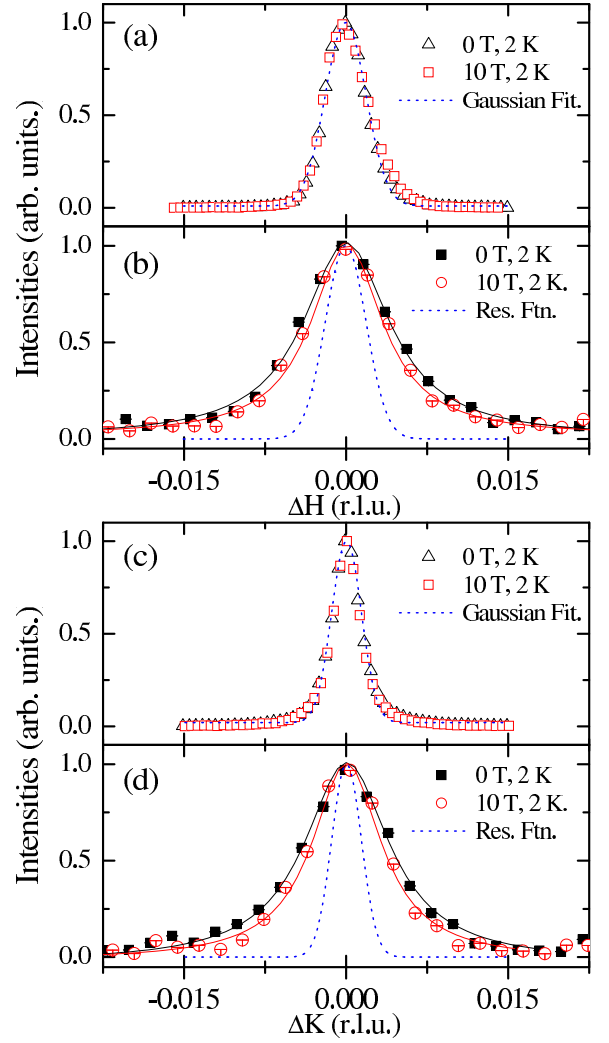 (a)
0 T, 2 K
10 T, 2 K
Gaussian Fit.
1.0
0.5
0.0
(b)
0 T, 2 K
10 T, 2 K.
Res. Ftn.
1.0
0.5
0.0
Intensities (arb. units.)
-0.015
0.000
0.015
ΔH (r.l.u.)
(c)
0 T, 2 K
10 T, 2 K
Gaussian Fit.
1.0
0.5
0.0
(d)
0 T, 2 K
10 T, 2 K.
Res. Ftn.
1.0
0.5
0.0
Intensities (arb. units.)
-0.015
0.000
0.015
ΔK (r.l.u.)